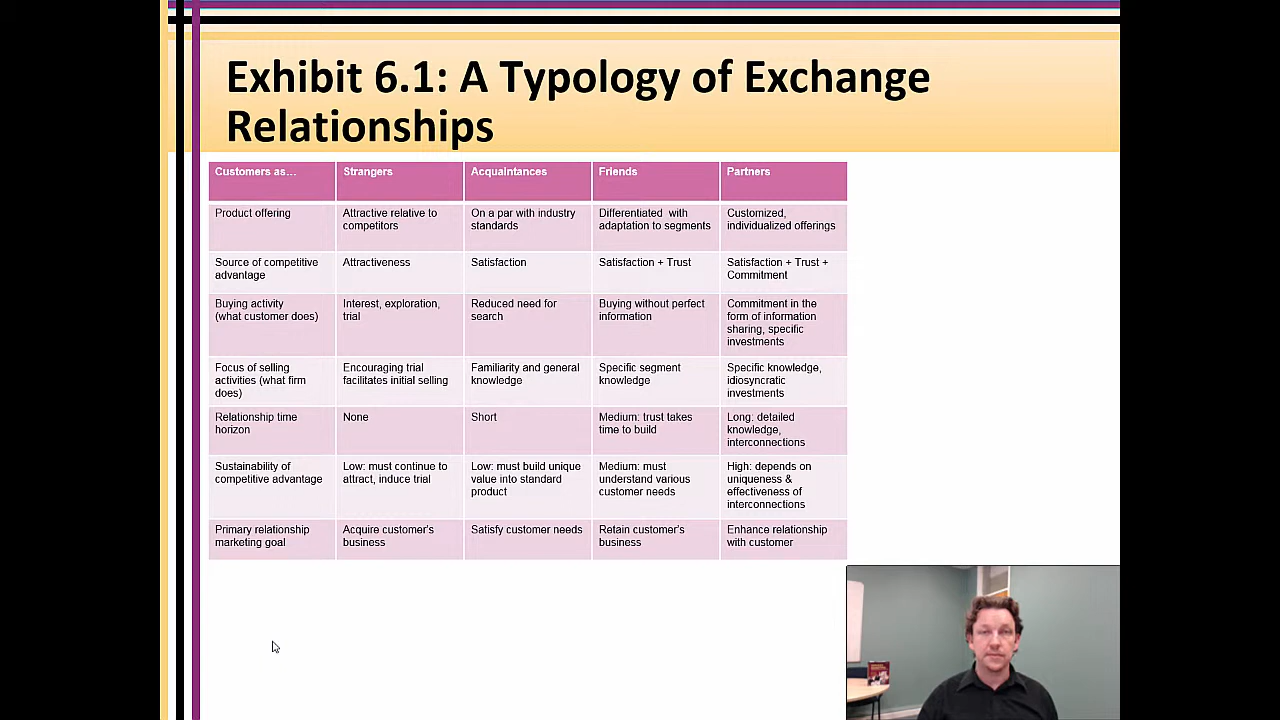 Exhibit 6.1: A Typology of Exchange
Relationships
Customers as…
Strangers
Acquaintances
Friends
Partners
Product offering
Attractive relative to
competitors
On a par with industry
standards
Differentiated with
adaptation to segments
Customized,
individualized offerings
Source of competitive
advantage
Attractiveness
Satisfaction
Satisfaction + Trust
Satisfaction + Trust +
Commitment
Buying activity
(what customer does)
Interest, exploration,
trial
Reduced need for
search
Buying without perfect
information
Commitment in the
form of information
sharing, specific
investments
Focus of selling
activities (what firm
does)
Encouraging trial
facilitates initial selling
Familiarity and general
knowledge
Specific segment
knowledge
Specific knowledge,
idiosyncratic
investments
Relationship time
horizon
None
Short
Medium: trust takes
time to build
Long: detailed
knowledge,
interconnections
Sustainability of
competitive advantage
Low: must continue to
attract, induce trial
Low: must build unique
value into standard
product
Medium: must
understand various
customer needs
High: depends on
uniqueness &
effectiveness of
interconnections
Primary relationship
marketing goal
Acquire customer's
business
Satisfy customer needs
Retain customer's
business
Enhance relationship
with customer